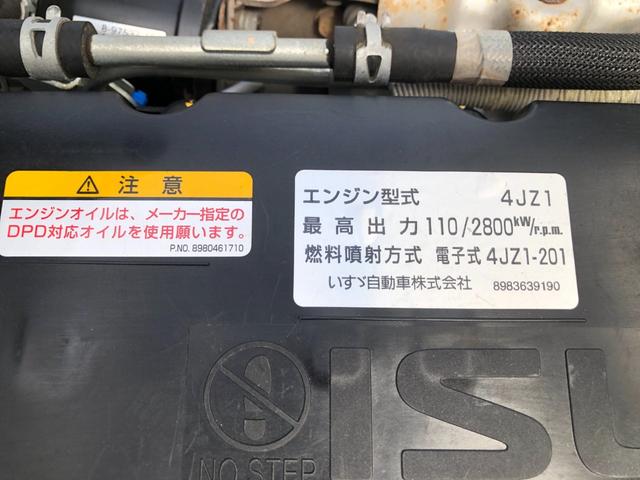 ⚠ 注意
エンジンオイルは、メーカー指定の
DPD対応オイルを使用願います。
P.NO. 8980461710
エンジン型式 4JZ1
最高出力 110/2800kW/r.p.m.
燃料噴射方式 電子式 4JZ1-201
いすゞ自動車株式会社 8983639190
ISU
NO STEP